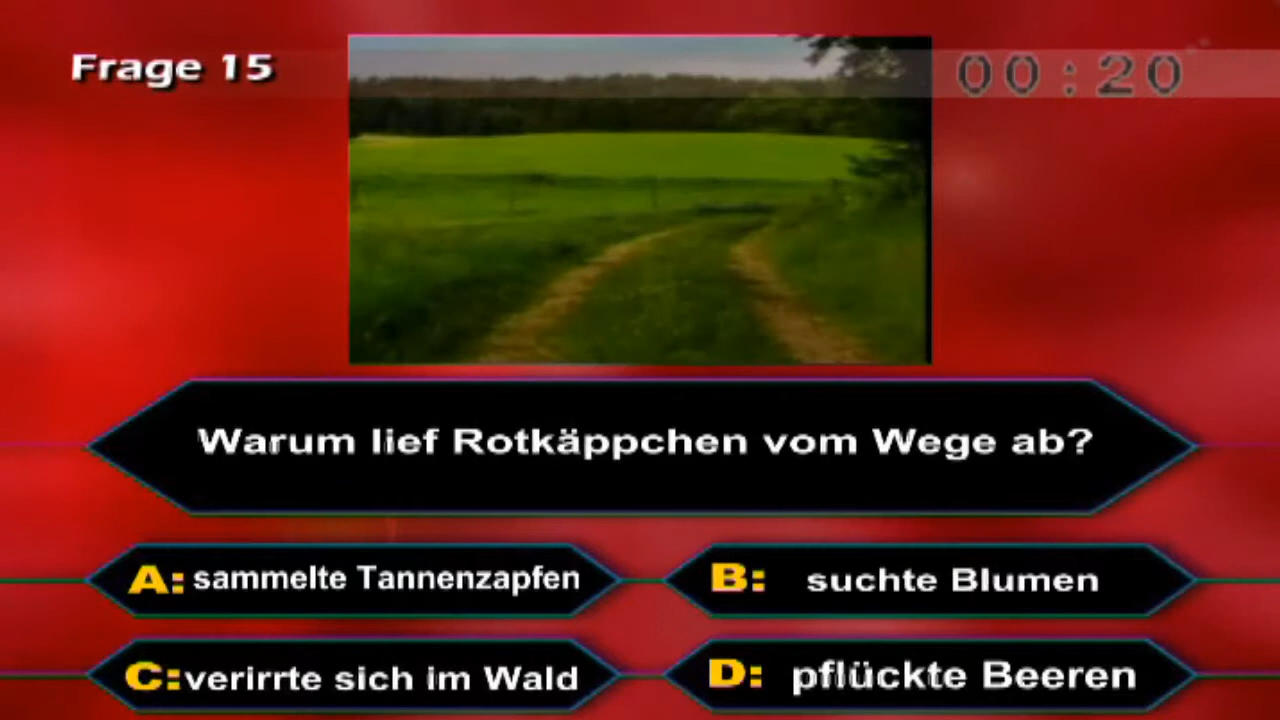 Frage 15
00:20
Warum lief Rotkäppchen vom Wege ab?
A: sammelte Tannenzapfen
B: suchte Blumen
C: verirrte sich im Wald
D: pflückte Beeren